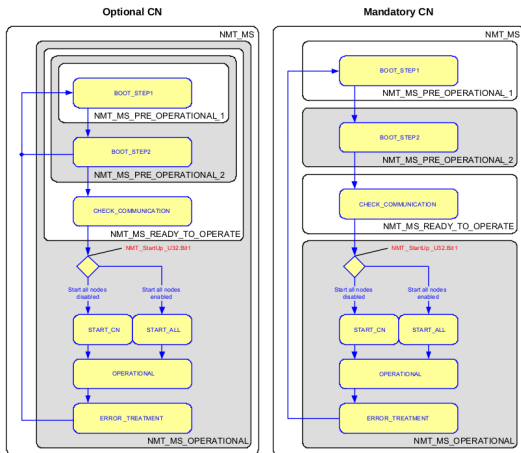 Optional CN
NMT_MS
BOOT_STEP1
NMT_MS_PRE_OPERATIONAL_1
BOOT_STEP2
NMT_MS_PRE_OPERATIONAL_2
CHECK_COMMUNICATION
NMT_MS_READY_TO_OPERATE
NMT_StartUp_U32.Bit1
Start all nodes
disabled
Start all nodes
enabled
START_CN
START_ALL
OPERATIONAL
ERROR_TREATMENT
NMT_MS_OPERATIONAL
Mandatory CN
NMT_MS
BOOT_STEP1
NMT_MS_PRE_OPERATIONAL_1
BOOT_STEP2
NMT_MS_PRE_OPERATIONAL_2
CHECK_COMMUNICATION
NMT_MS_READY_TO_OPERATE
NMT_StartUp_U32.Bit1
Start all nodes
disabled
Start all nodes
enabled
START_CN
START_ALL
OPERATIONAL
ERROR_TREATMENT
NMT_MS_OPERATIONAL